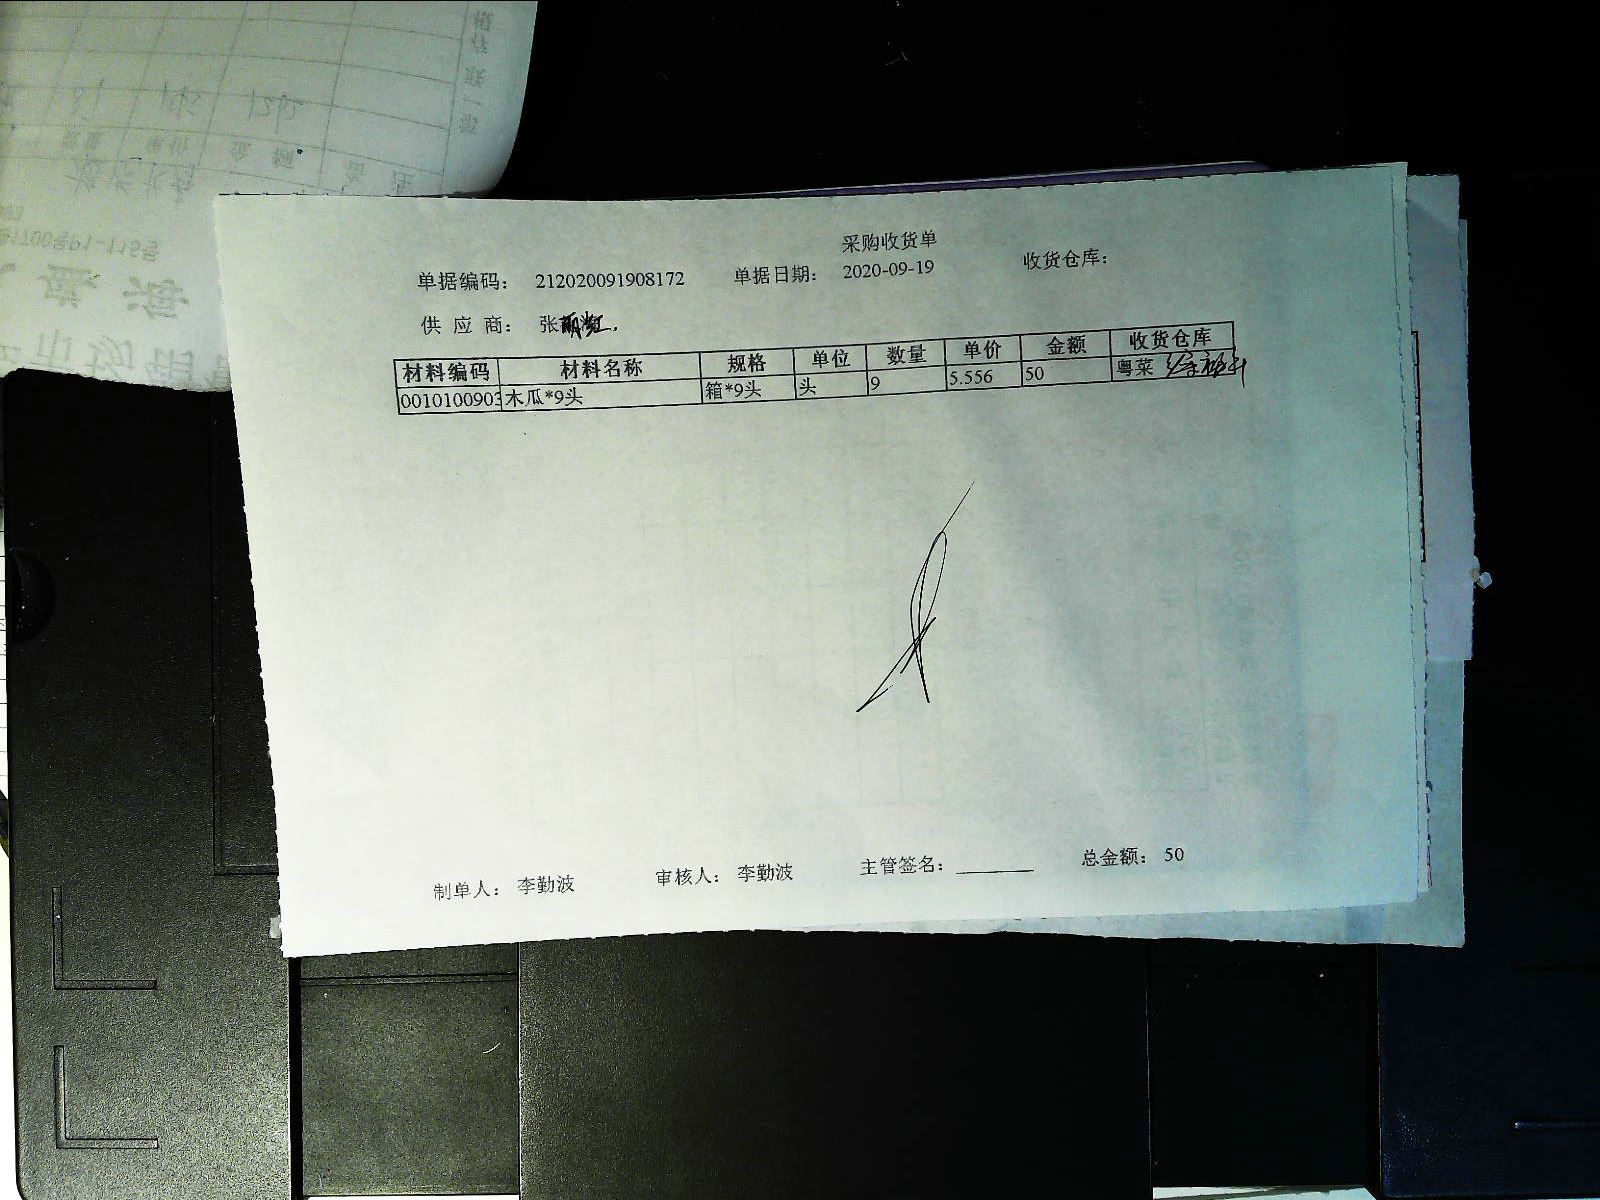 采购收货单
单据编码： 212020091908172 单据日期： 2020-09-19 收货仓库：
供 应 商： 张
材料编码 材料名称 规格 单位 数量 单价 金额 收货仓库
0010100903 木瓜*9头 箱*9头 头 9 5.556 50 粤菜
制单人： 李勤波 审核人： 李勤波 主管签名： 总金额： 50